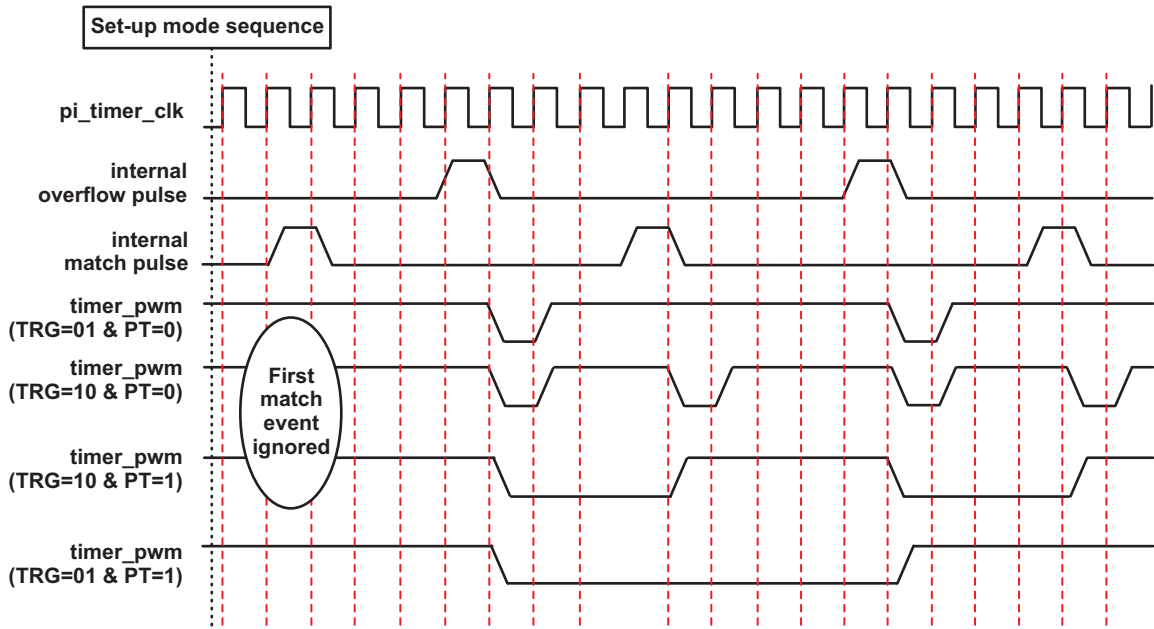 Set-up mode sequence
pi_timer_clk
internal
overflow pulse
internal
match pulse
timer_pwm
(TRG=01 & PT=0)
timer_pwm
(TRG=10 & PT=0)
First
match
event
ignored
timer_pwm
(TRG=10 & PT=1)
timer_pwm
(TRG=01 & PT=1)